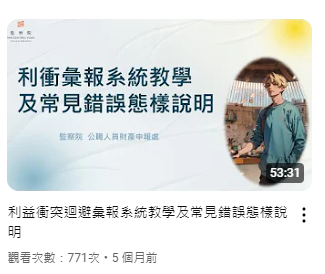 監察院
利衝彙報系統教學
及常見錯誤態樣說明
監察院 公職人員財產申報處
53:31
利益衝突迴避彙報系統教學及常見錯誤態樣說
明
觀看次數：771次・5 個月前